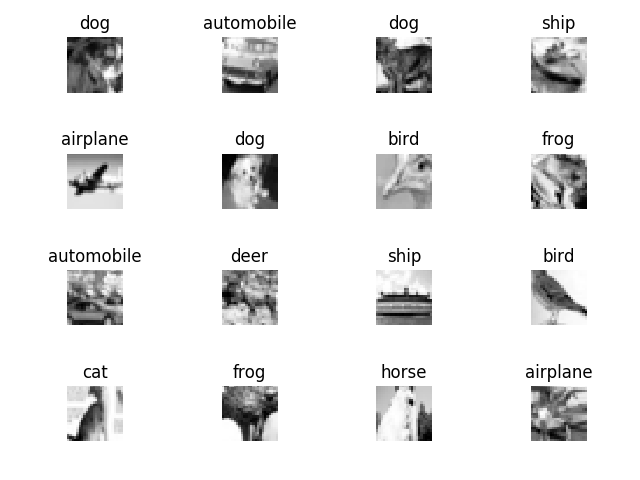 dog automobile dog ship
airplane dog bird frog
automobile deer ship bird
cat frog horse airplane